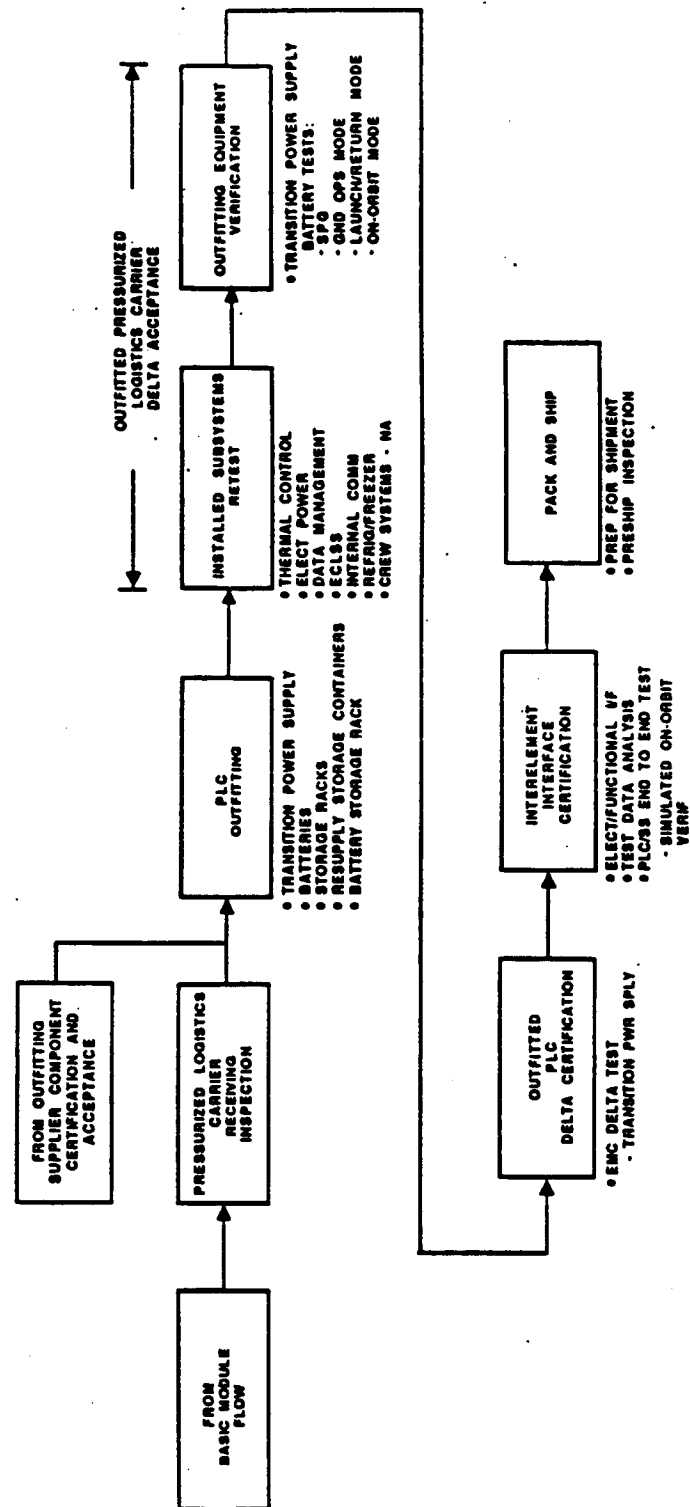 FROM
BASIC MODULE
FLOW
FROM OUTFITTING
SUPPLIER COMPONENT
CERTIFICATION AND
ACCEPTANCE
PRESSURIZED LOGISTICS
CARRIER
RECEIVING
INSPECTION
PLC
OUTFITTING
• TRANSITION POWER SUPPLY
• BATTERIES
• STORAGE RACKS
• RESUPPLY STORAGE CONTAINERS
• BATTERY STORAGE RACK
OUTFITTED PRESSURIZED
LOGISTICS CARRIER
DELTA ACCEPTANCE
INSTALLED SUBSYSTEMS
RETEST
• THERMAL CONTROL
• ELECT POWER
• DATA MANAGEMENT
• ECLSS
• INTERNAL COMM
• REFRIG/FREEZER
• CREW SYSTEMS - NA
OUTFITTING EQUIPMENT
VERIFICATION
• TRANSITION POWER SUPPLY
BATTERY TESTS:
- SPG
- GND OPS MODE
- LAUNCH/RETURN MODE
- ON-ORBIT MODE
OUTFITTED
PLC
DELTA CERTIFICATION
• EMC DELTA TEST
- TRANSITION PWR SPLY
INTERELEMENT
INTERFACE
CERTIFICATION
• ELECT/FUNCTIONAL I/F
• TEST DATA ANALYSIS
• PLC/SS END TO END TEST
- SIMULATED ON-ORBIT
VERIF
PACK AND SHIP
• PREP FOR SHIPMENT
• PRESHIP INSPECTION